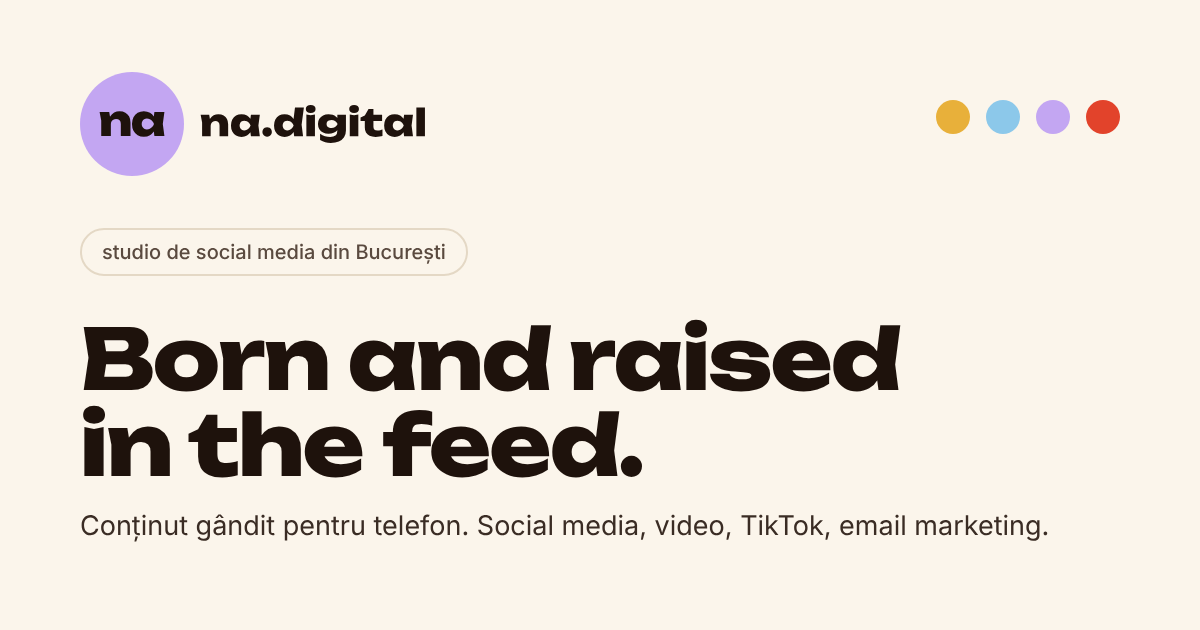 na
na.digital
studio de social media din București
Born and raised
in the feed.
Conținut gândit pentru telefon. Social media, video, TikTok, email marketing.